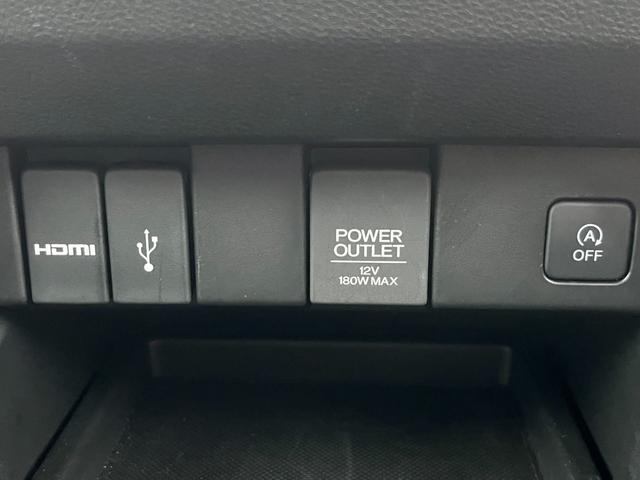 HDMI
POWER
OUTLET
12V
180W MAX
A
OFF